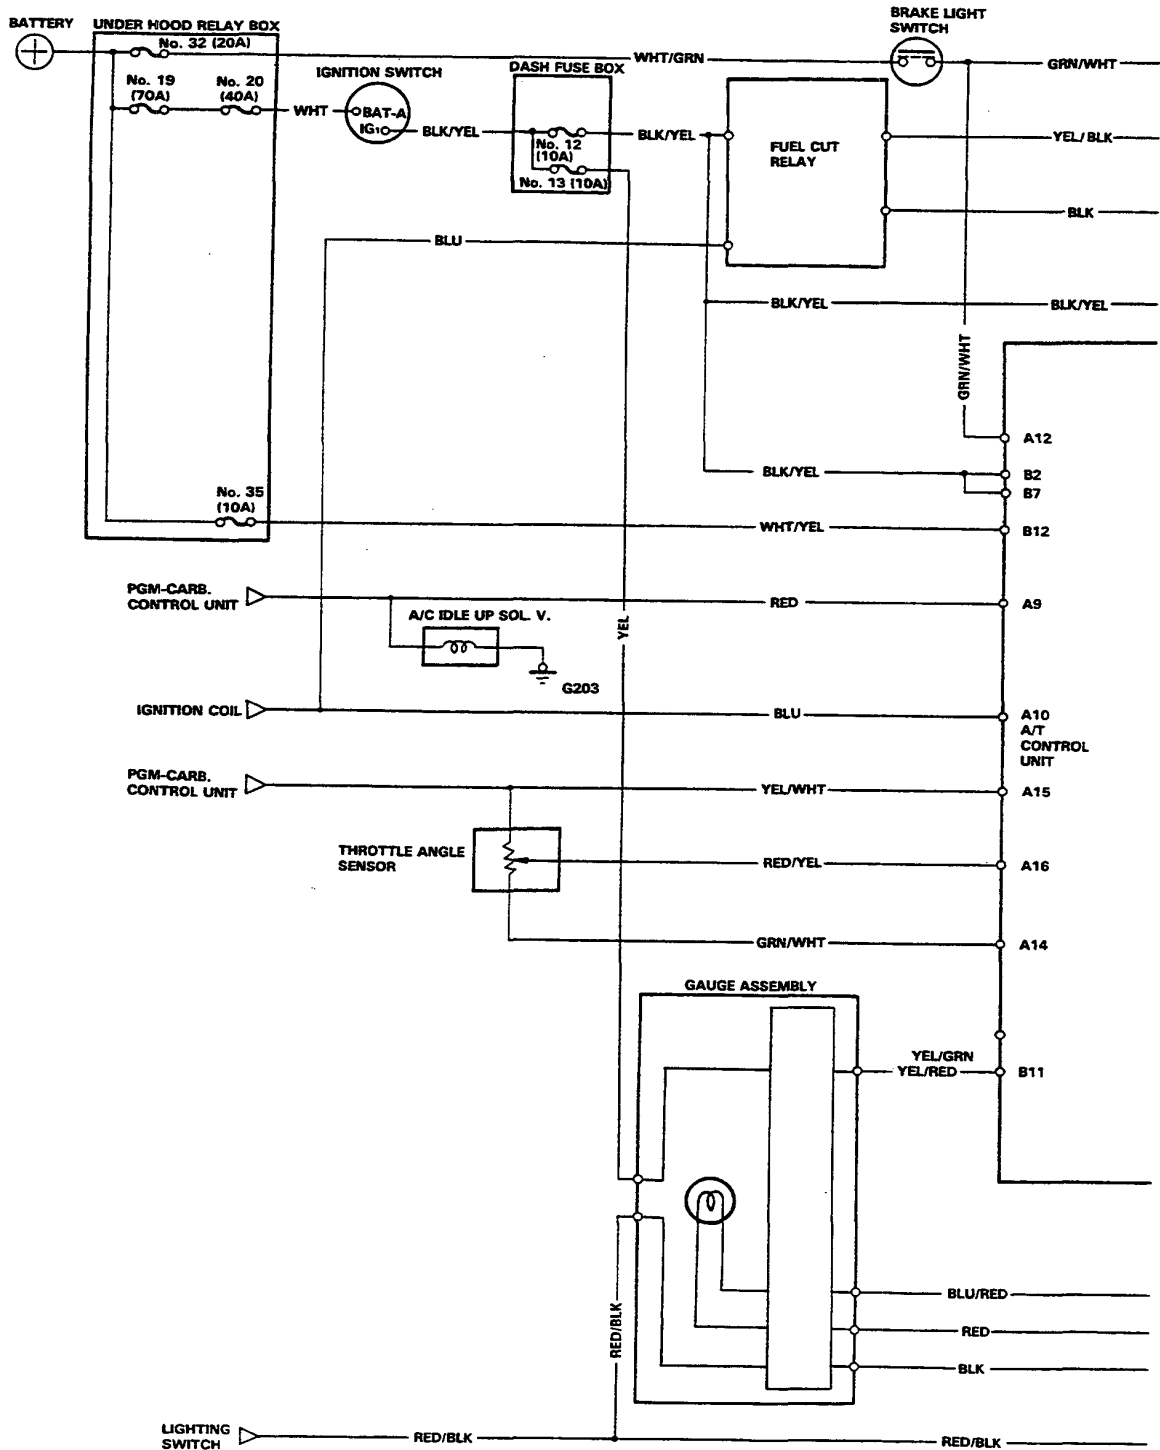 BATTERY
UNDER HOOD RELAY BOX
No. 32 (20A)
No. 19
(70A)
No. 20
(40A)
WHT
IGNITION SWITCH
BAT-A
IG1
BLK/YEL
DASH FUSE BOX
No. 12
(10A)
No. 13 (10A)
WHT/GRN
BLK/YEL
BRAKE LIGHT
SWITCH
GRN/WHT
FUEL CUT
RELAY
YEL/BLK
BLK
BLU
BLK/YEL
BLK/YEL
GRN/WHT
A12
BLK/YEL
B2
B7
No. 35
(10A)
WHT/YEL
B12
PGM-CARB.
CONTROL UNIT
RED
A9
A/C IDLE UP SOL. V.
YEL
G203
IGNITION COIL
BLU
A10
A/T
CONTROL
UNIT
PGM-CARB.
CONTROL UNIT
YEL/WHT
A15
THROTTLE ANGLE
SENSOR
RED/YEL
A16
GRN/WHT
A14
GAUGE ASSEMBLY
YEL/GRN
YEL/RED
B11
BLU/RED
RED
RED/BLK
BLK
LIGHTING
SWITCH
RED/BLK
RED/BLK